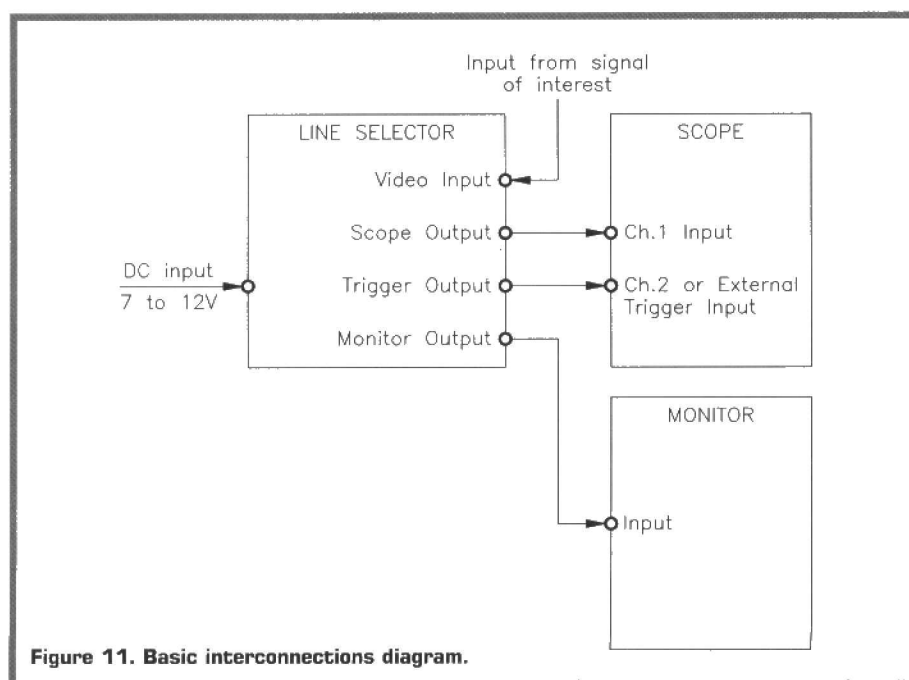 Input from signal
of interest
LINE SELECTOR
Video Input
Scope Output
Trigger Output
Monitor Output
DC input
7 to 12V
SCOPE
Ch.1 Input
Ch.2 or External
Trigger Input
MONITOR
Input
Figure 11. Basic interconnections diagram.